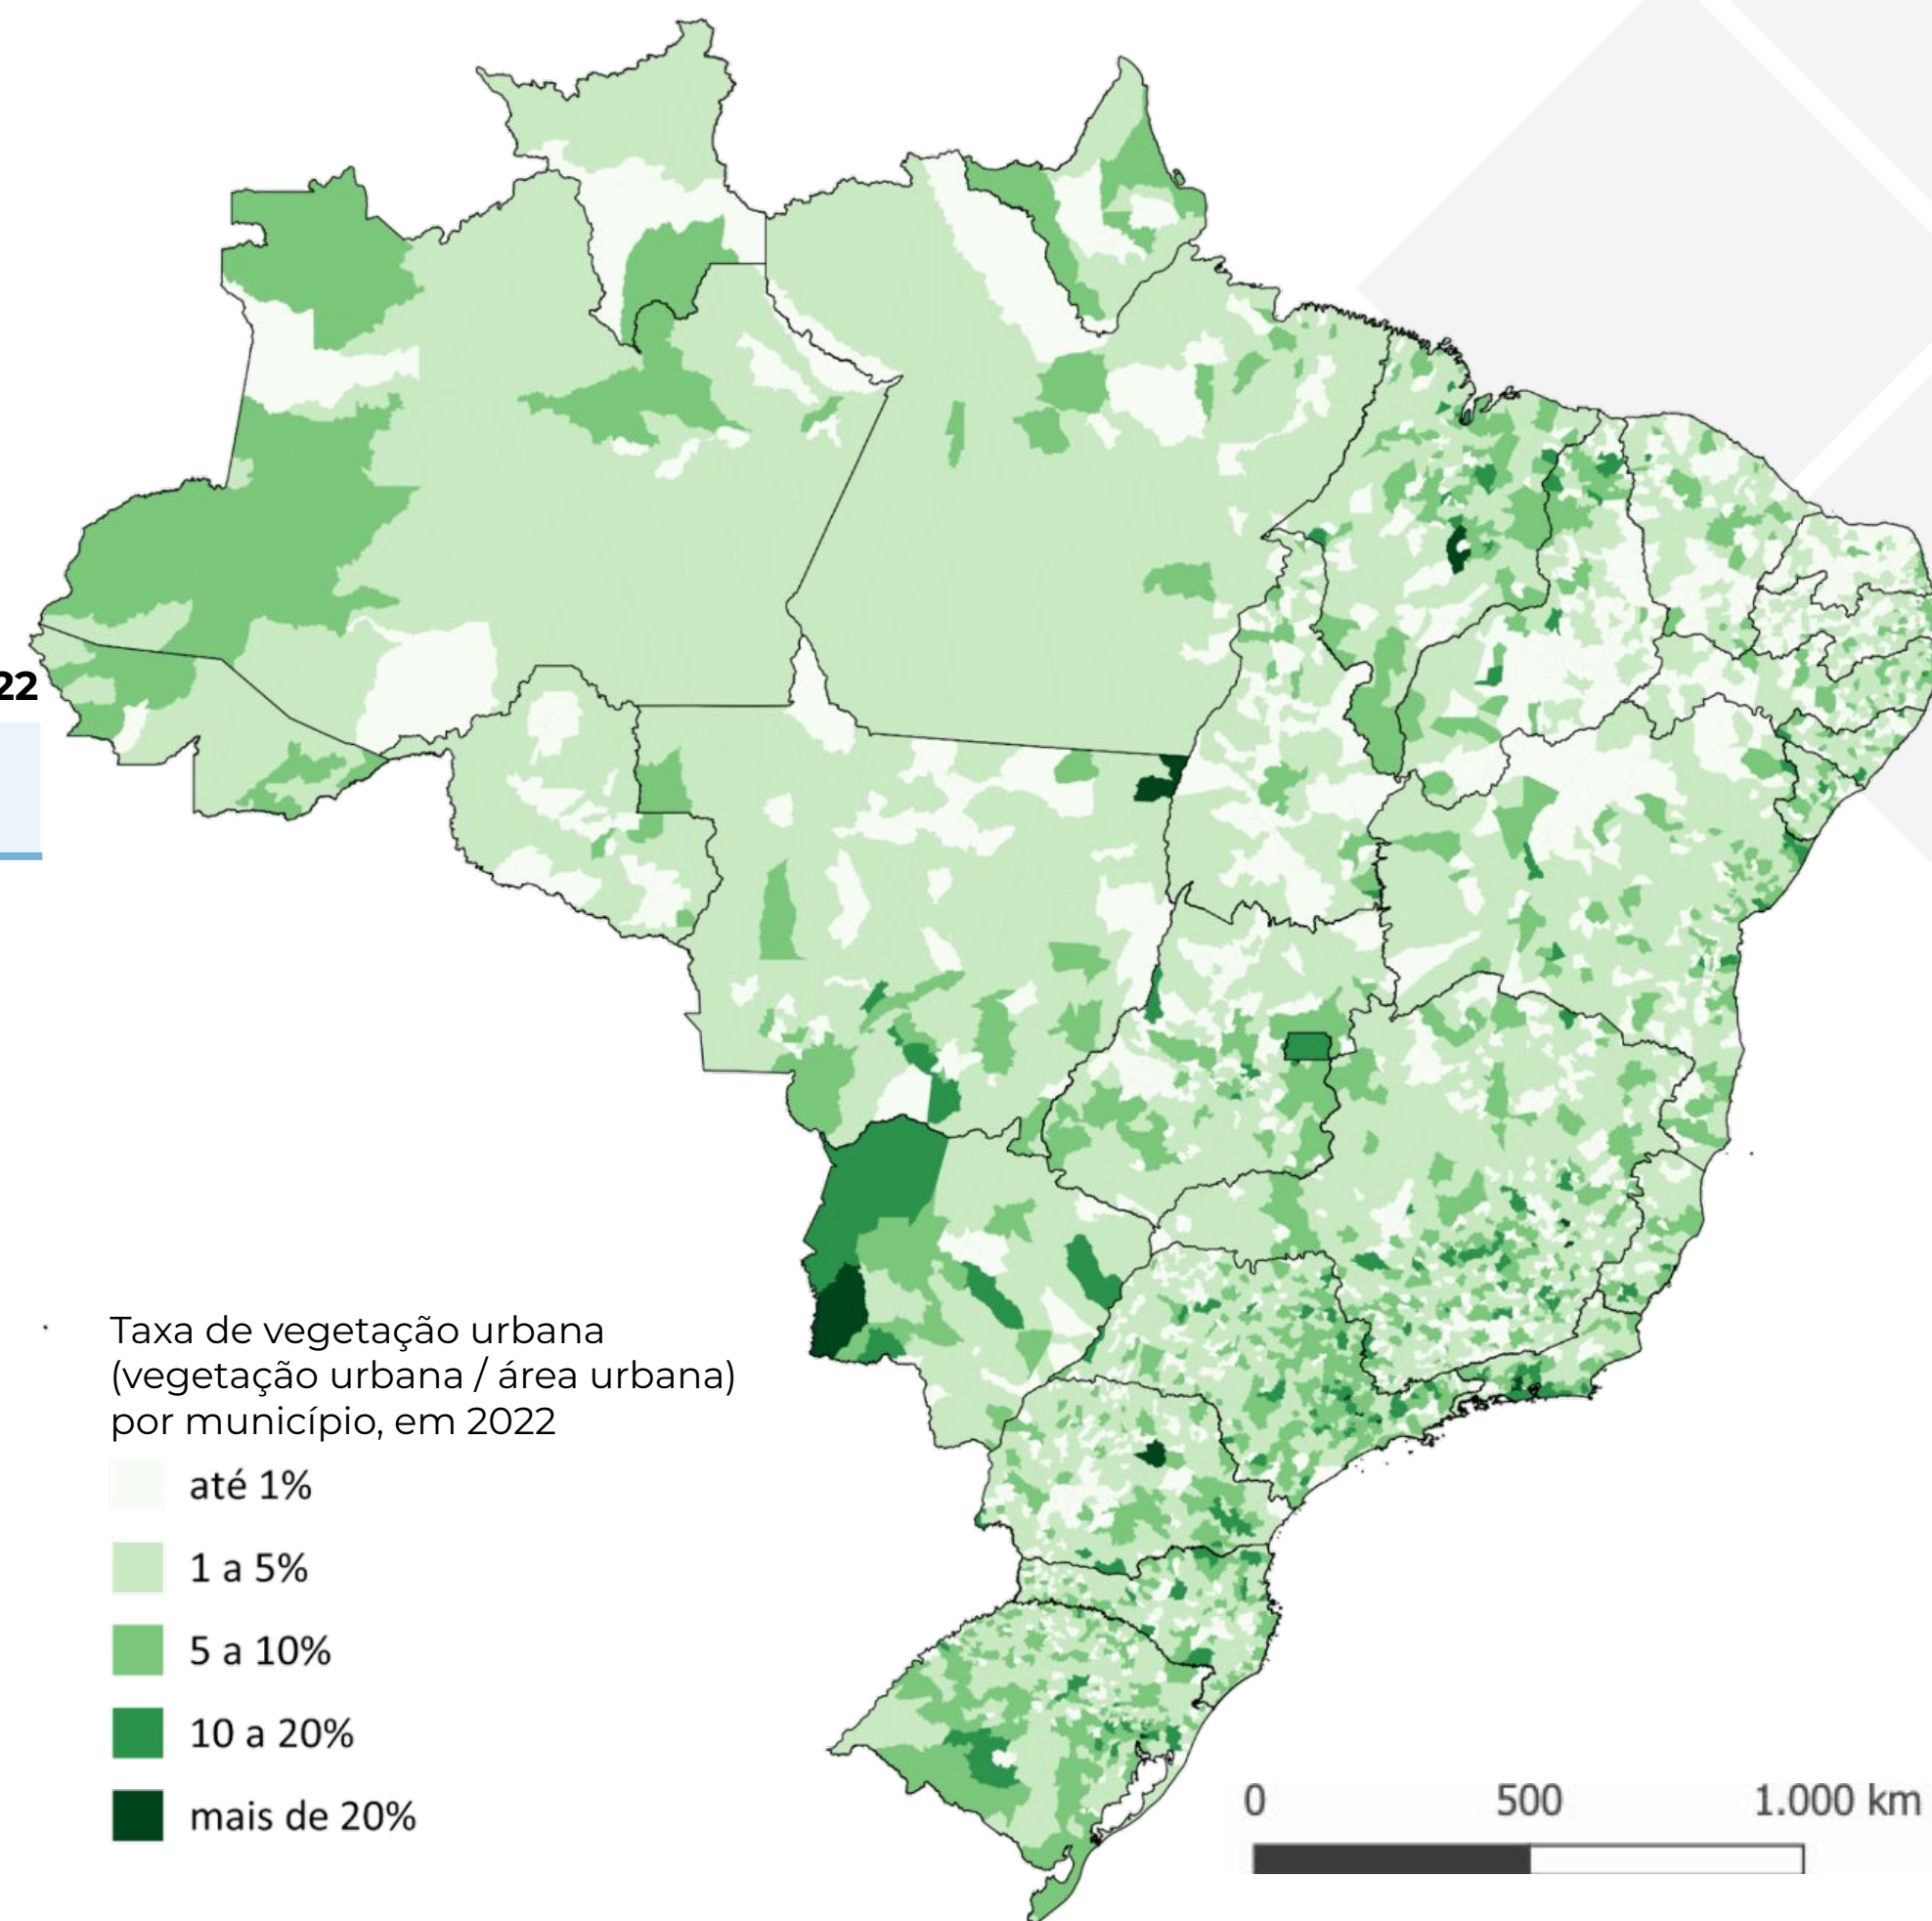 22
Taxa de vegetação urbana
(vegetação urbana / área urbana)
por município, em 2022
até 1%
1 a 5%
5 a 10%
10 a 20%
mais de 20%
0 500 1.000 km